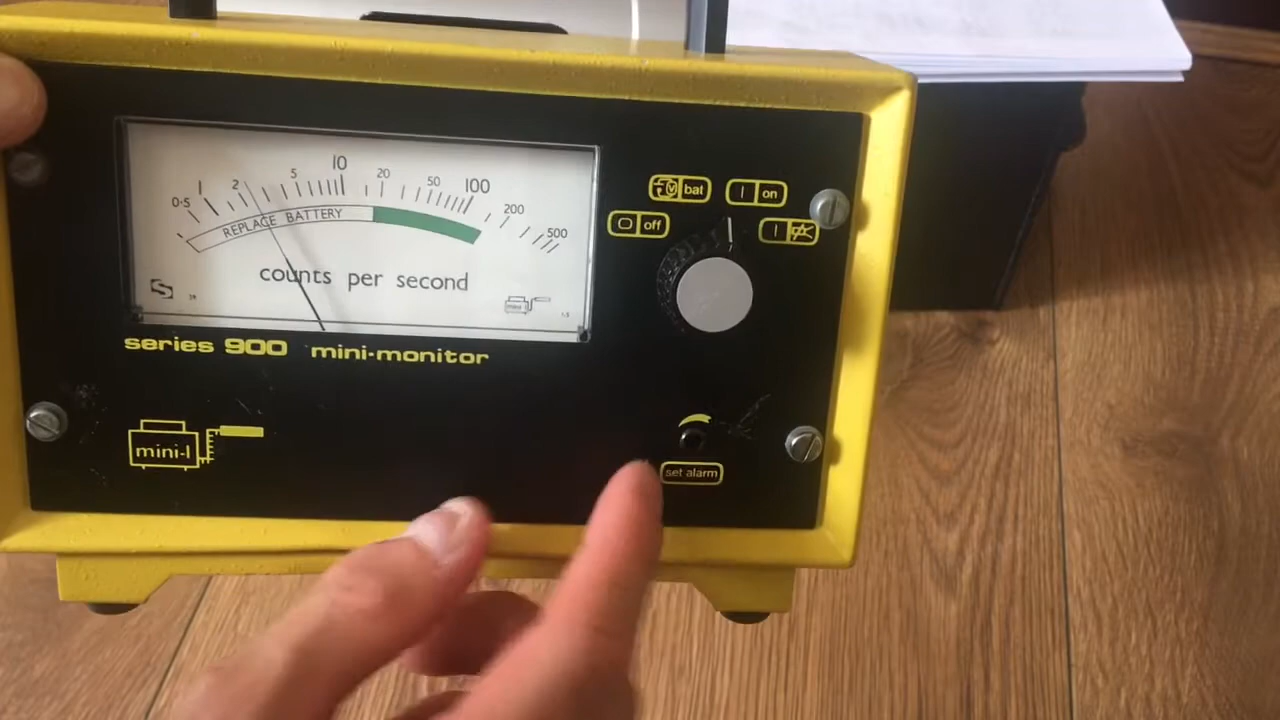 0·5 1 2 5 10 20 50 100 200 500
REPLACE BATTERY
counts per second
series 900 mini-monitor
mini-1
bat
on
off
set alarm